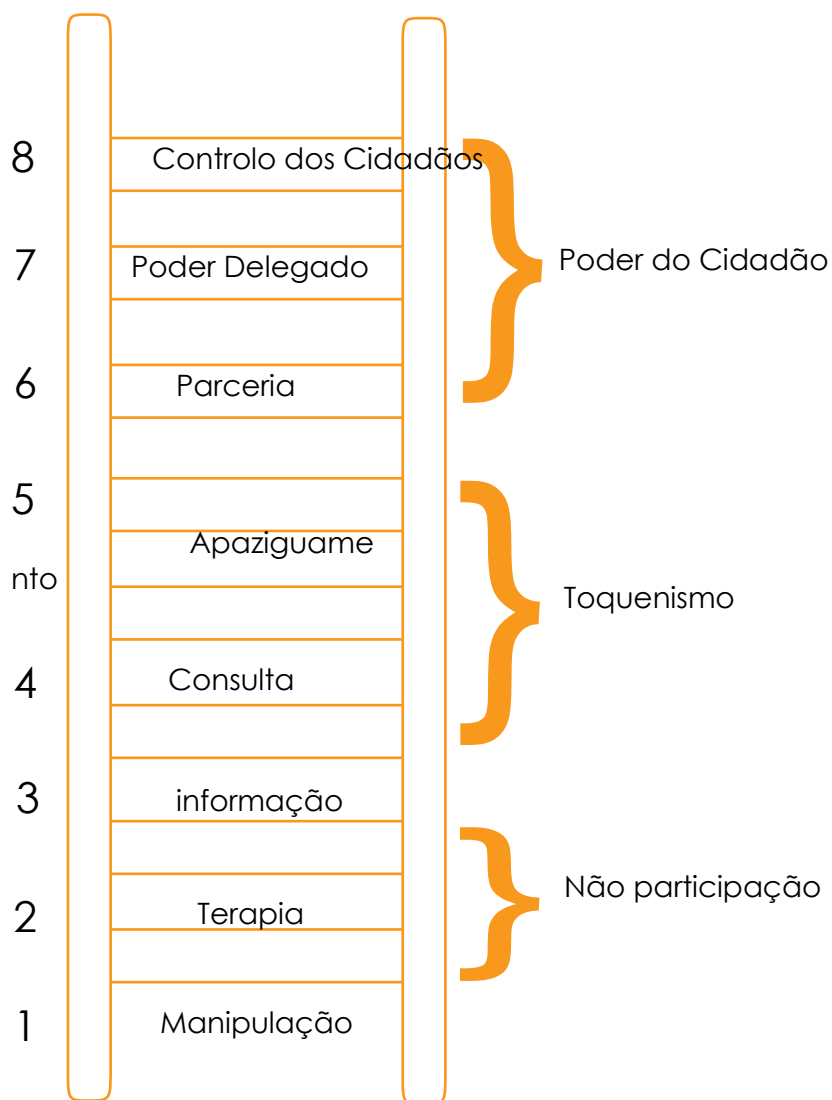 8 Controlo dos Cidadãos
7 Poder Delegado
Poder do Cidadão
6 Parceria
5
Apaziguame
nto
Toquenismo
4 Consulta
3 informação
Não participação
2 Terapia
1 Manipulação